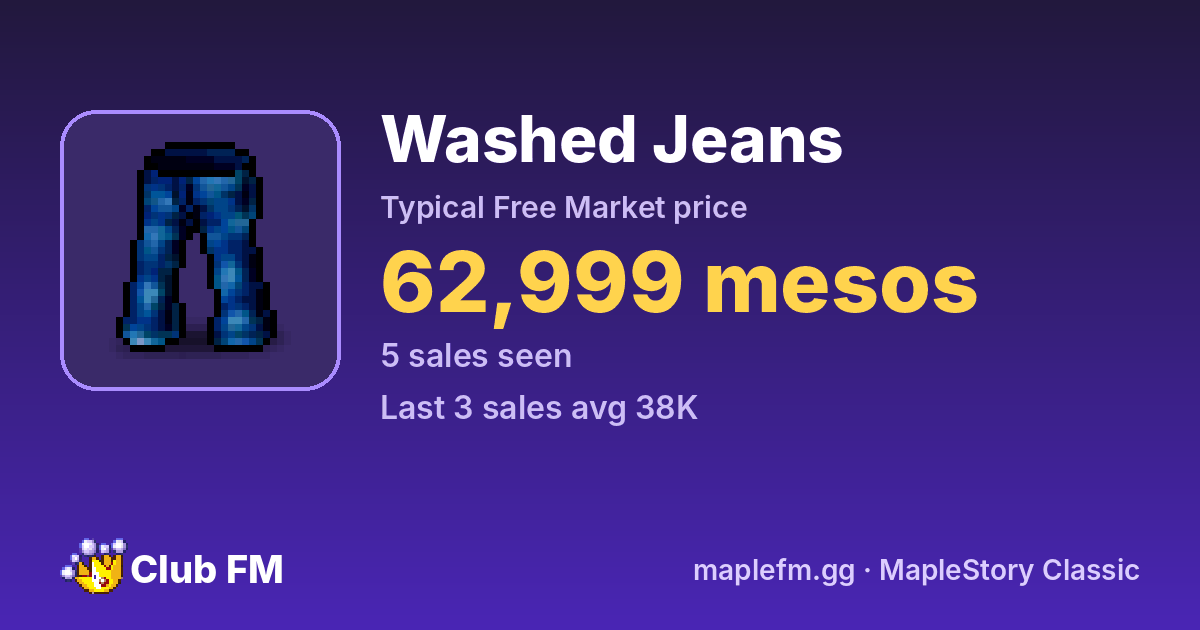 Washed Jeans
Typical Free Market price
62,999 mesos
5 sales seen
Last 3 sales avg 38K
Club FM
maplefm.gg · MapleStory Classic